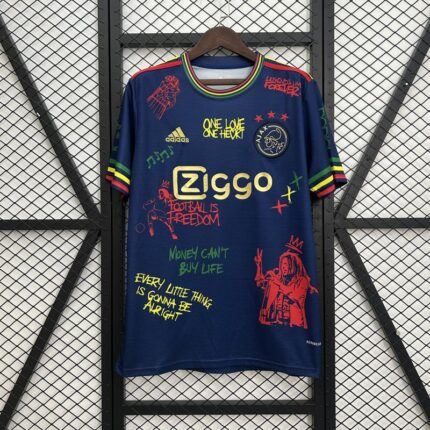 FOREVER
ONE LOVE
ONE HEART
adidas
AJAX
Ziggo
FOOTBALL IS
FREEDOM
MONEY CAN'T
BUY LIFE
EVERY LITTLE THING
IS GONNA BE
ALRIGHT